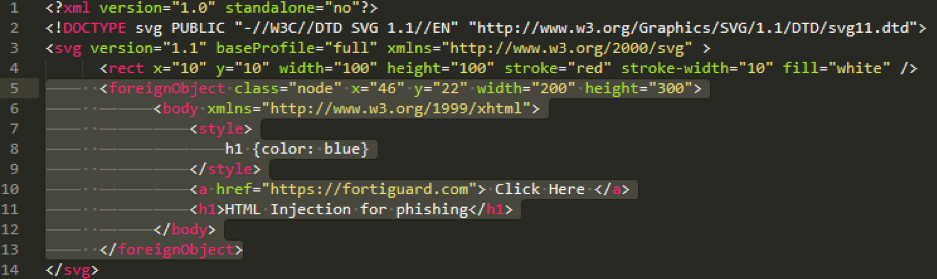 1 <?xml version="1.0" standalone="no"?>
2 <!DOCTYPE svg PUBLIC "-//W3C//DTD SVG 1.1//EN" "http://www.w3.org/Graphics/SVG/1.1/DTD/svg11.dtd">
3 <svg version="1.1" baseProfile="full" xmlns="http://www.w3.org/2000/svg" >
4 <rect x="10" y="10" width="100" height="100" stroke="red" stroke-width="10" fill="white" />
5 <foreignObject class="node" x="46" y="22" width="200" height="300">
6 <body xmlns="http://www.w3.org/1999/xhtml">
7 <style>
8 h1 {color: blue}
9 </style>
10 <a href="https://fortiguard.com"> Click Here </a>
11 <h1>HTML Injection for phishing</h1>
12 </body>
13 </foreignObject>
14 </svg>